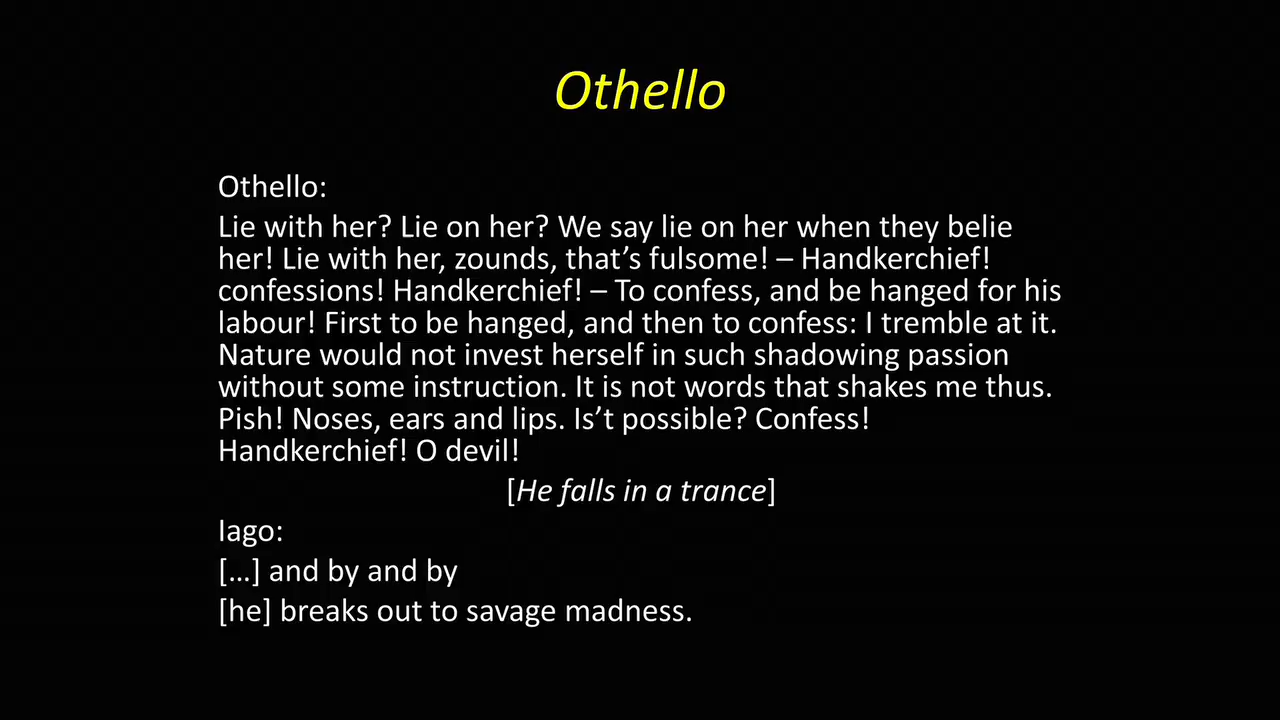 Othello
Othello:
Lie with her? Lie on her? We say lie on her when they belie
her! Lie with her, zounds, that’s fulsome! – Handkerchief!
confessions! Handkerchief! – To confess, and be hanged for his
labour! First to be hanged, and then to confess: I tremble at it.
Nature would not invest herself in such shadowing passion
without some instruction. It is not words that shakes me thus.
Pish! Noses, ears and lips. Is’t possible? Confess!
Handkerchief! O devil!
[He falls in a trance]
Iago:
[…] and by and by
[he] breaks out to savage madness.